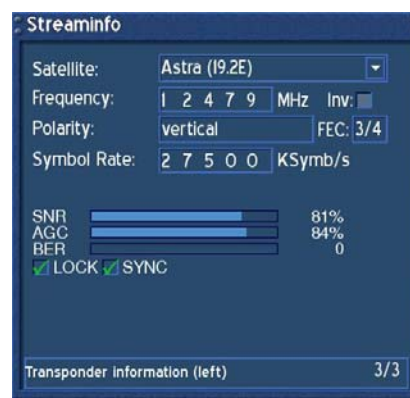 Streaminfo
Satellite: Astra (19.2E)
Frequency: 1 2 4 7 9 MHz Inv:
Polarity: vertical FEC: 3/4
Symbol Rate: 2 7 5 0 0 KSymb/s
SNR 81%
AGC 84%
BER 0
LOCK SYNC
Transponder information (left) 3/3